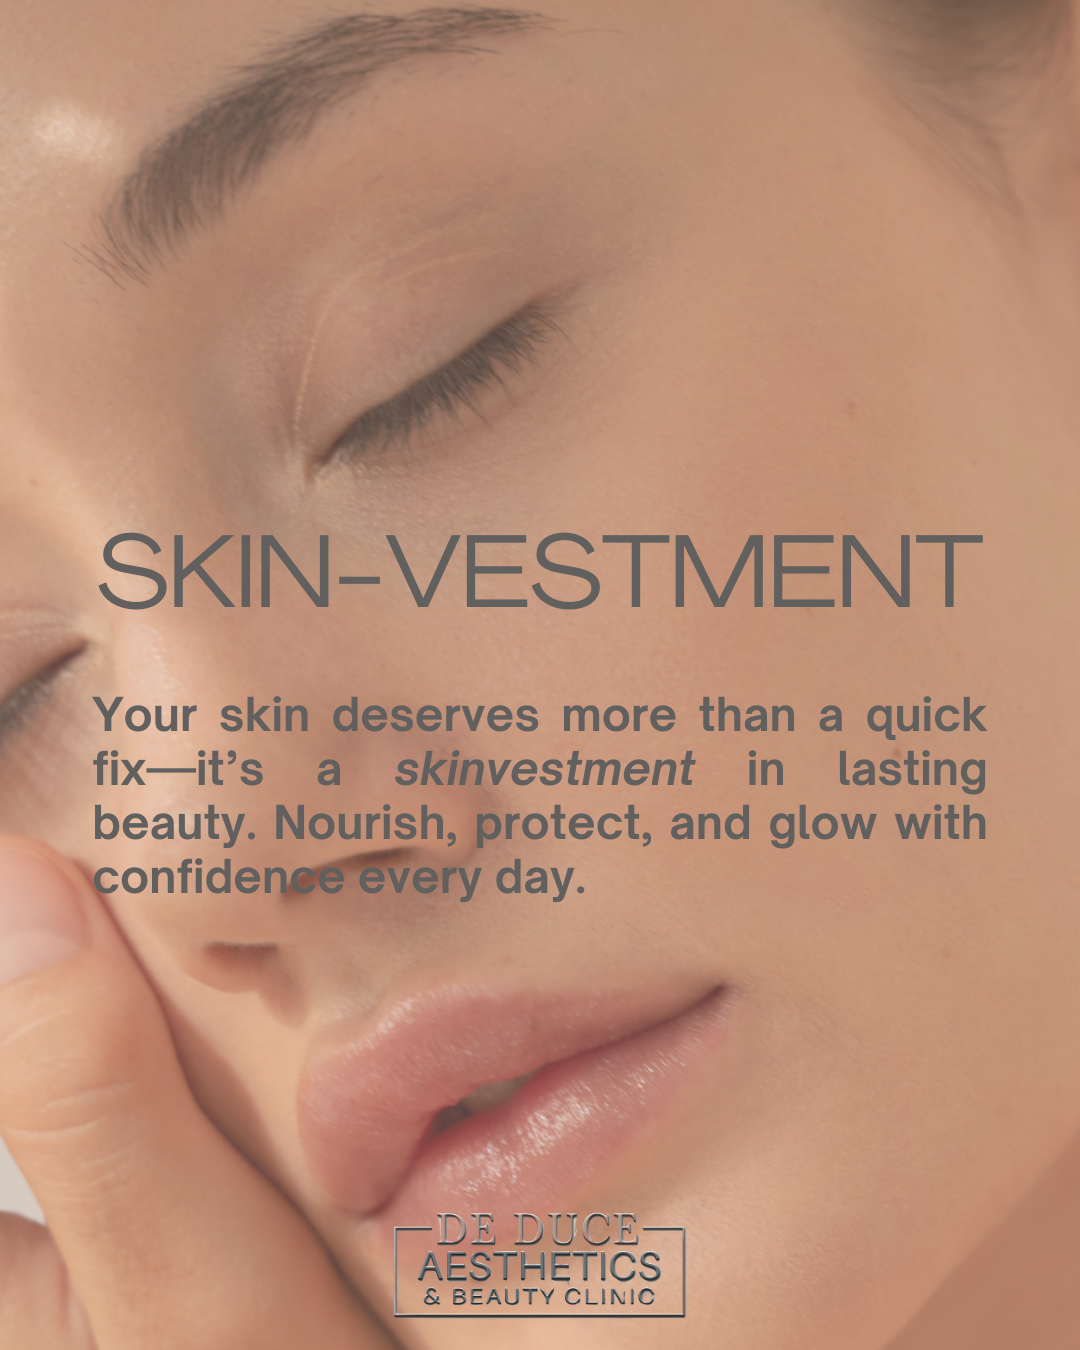 SKIN-VESTMENT
Your skin deserves more than a quick
fix—it’s a skinvestment in lasting
beauty. Nourish, protect, and glow with
confidence every day.
DE DUCE
AESTHETICS
& BEAUTY CLINIC